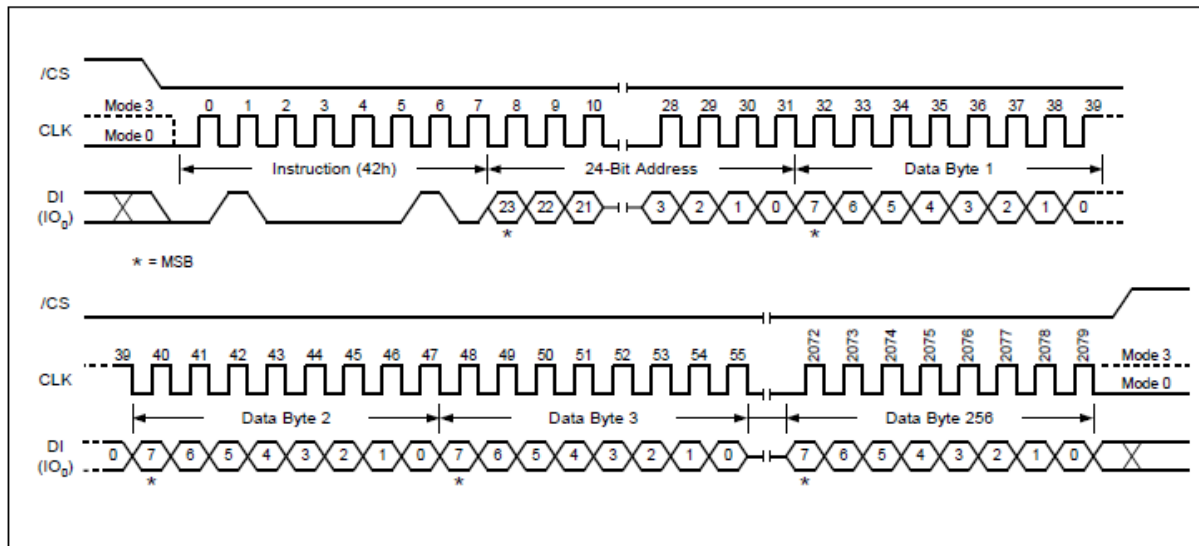 /CS
Mode 3 0 1 2 3 4 5 6 7 8 9 10 28 29 30 31 32 33 34 35 36 37 38 39
CLK Mode 0
Instruction (42h) 24-Bit Address Data Byte 1
DI
(IO0) 23 22 21 3 2 1 0 7 6 5 4 3 2 1 0
* *
* = MSB
/CS
39 40 41 42 43 44 45 46 47 48 49 50 51 52 53 54 55 2072 2073 2074 2075 2076 2077 2078 2079 Mode 3
CLK Mode 0
Data Byte 2 Data Byte 3 Data Byte 256
DI
(IO0) 0 7 6 5 4 3 2 1 0 7 6 5 4 3 2 1 0 7 6 5 4 3 2 1 0
* * *